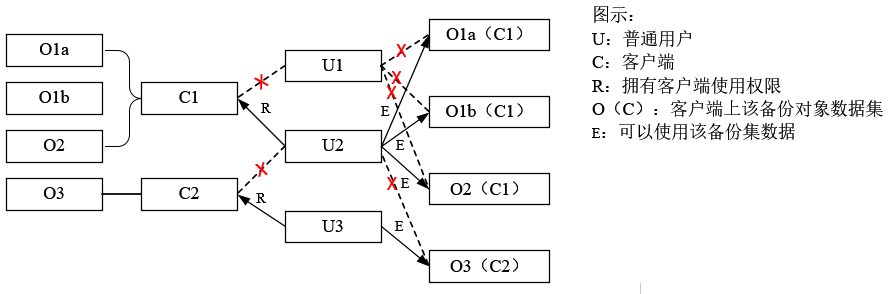 O1a
O1b
O2
O3
C1
C2
R
R
U1
U2
U3
E
E
E
E
O1a（C1）
O1b（C1）
O2（C1）
O3（C2）
图示：
U：普通用户
C：客户端
R：拥有客户端使用权限
O（C）：客户端上该备份对象数据集
E：可以使用该备份集数据